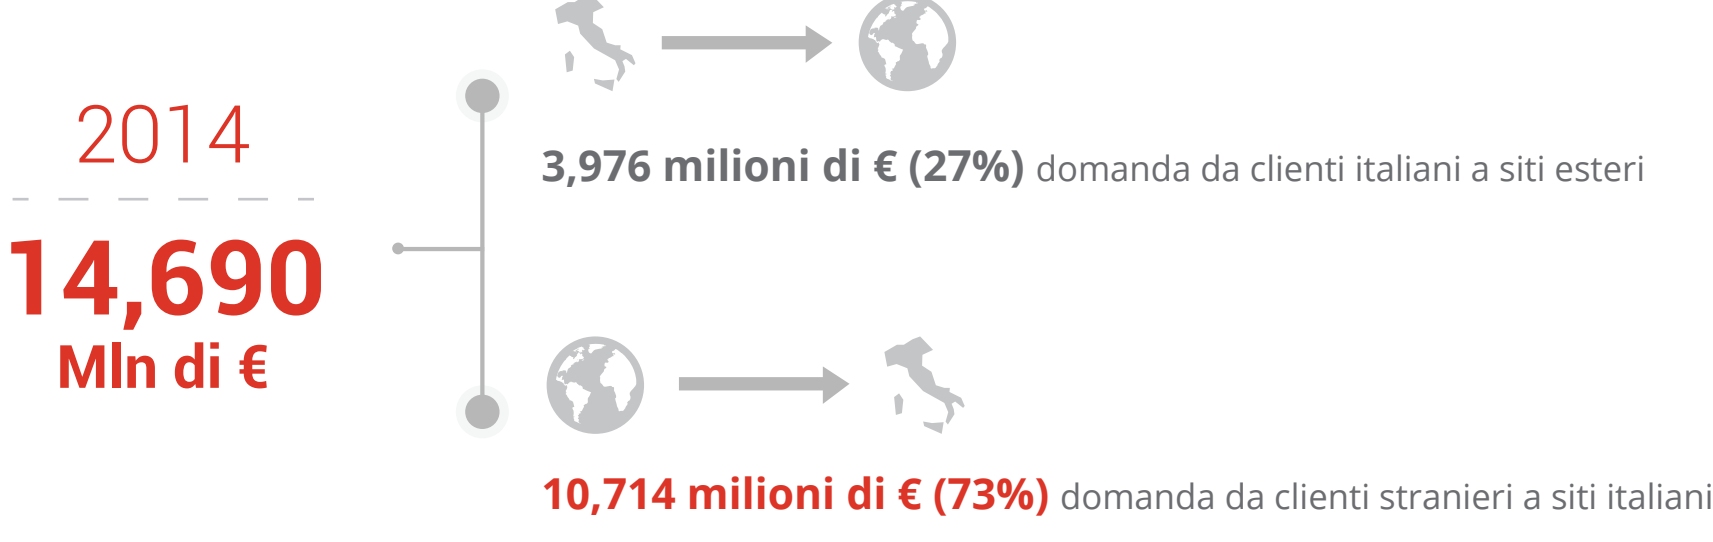 2014
14,690
Mln di €
3,976 milioni di € (27%) domanda da clienti italiani a siti esteri
10,714 milioni di € (73%) domanda da clienti stranieri a siti italiani